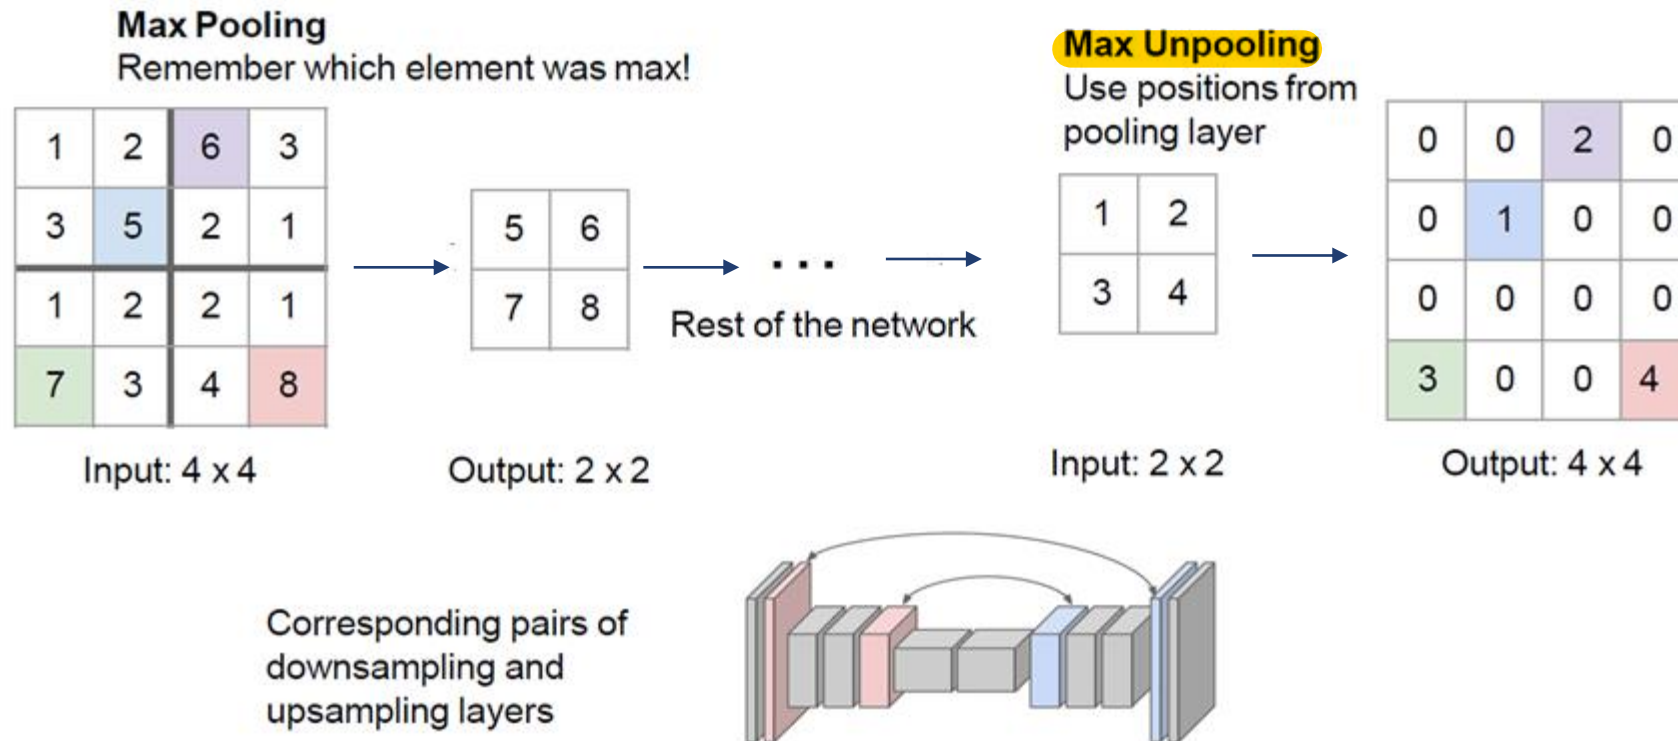 Max Pooling
Remember which element was max!
1 2 6 3
3 5 2 1
1 2 2 1
7 3 4 8
Input: 4 x 4
5 6
7 8
Output: 2 x 2
...
Rest of the network
Max Unpooling
Use positions from
pooling layer
1 2
3 4
Input: 2 x 2
0 0 2 0
0 1 0 0
0 0 0 0
3 0 0 4
Output: 4 x 4
Corresponding pairs of
downsampling and
upsampling layers